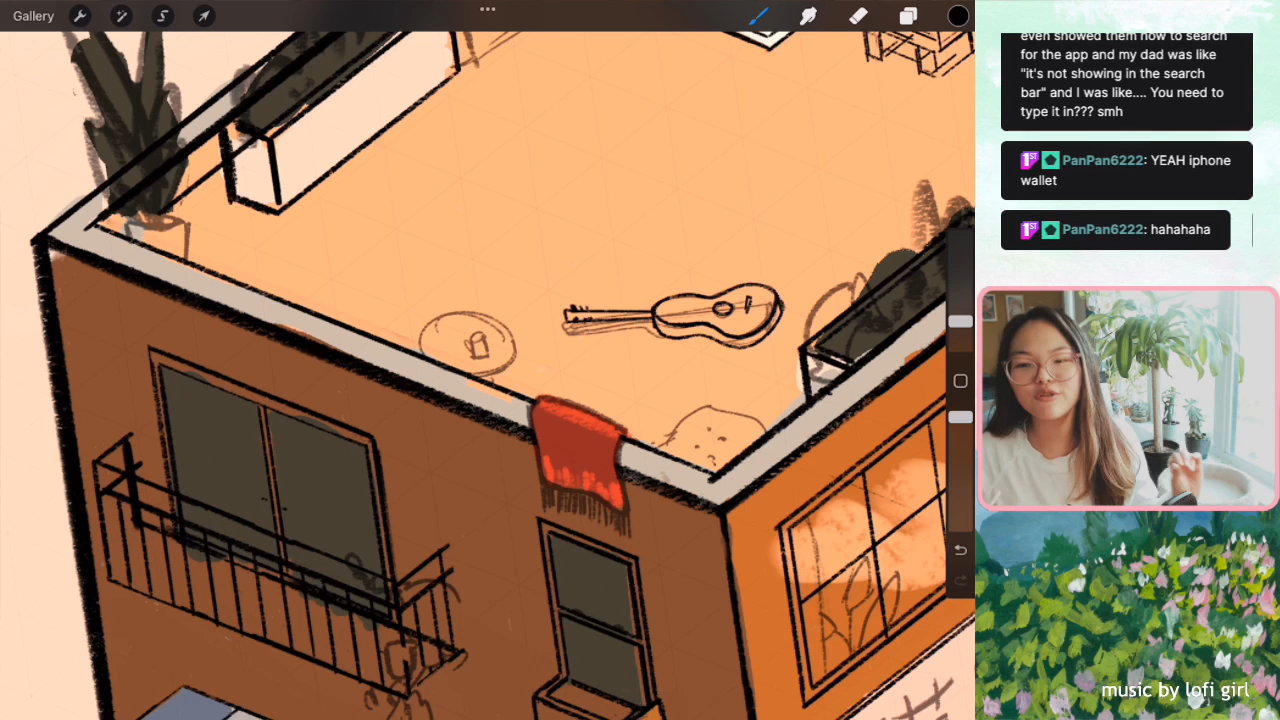 Gallery
even showed them how to search
for the app and my dad was like
"it's not showing in the search
bar" and I was like.... You need to
type it in??? smh
1ST PanPan6222: YEAH iphone
wallet
1ST PanPan6222: hahahaha
music by lofi girl